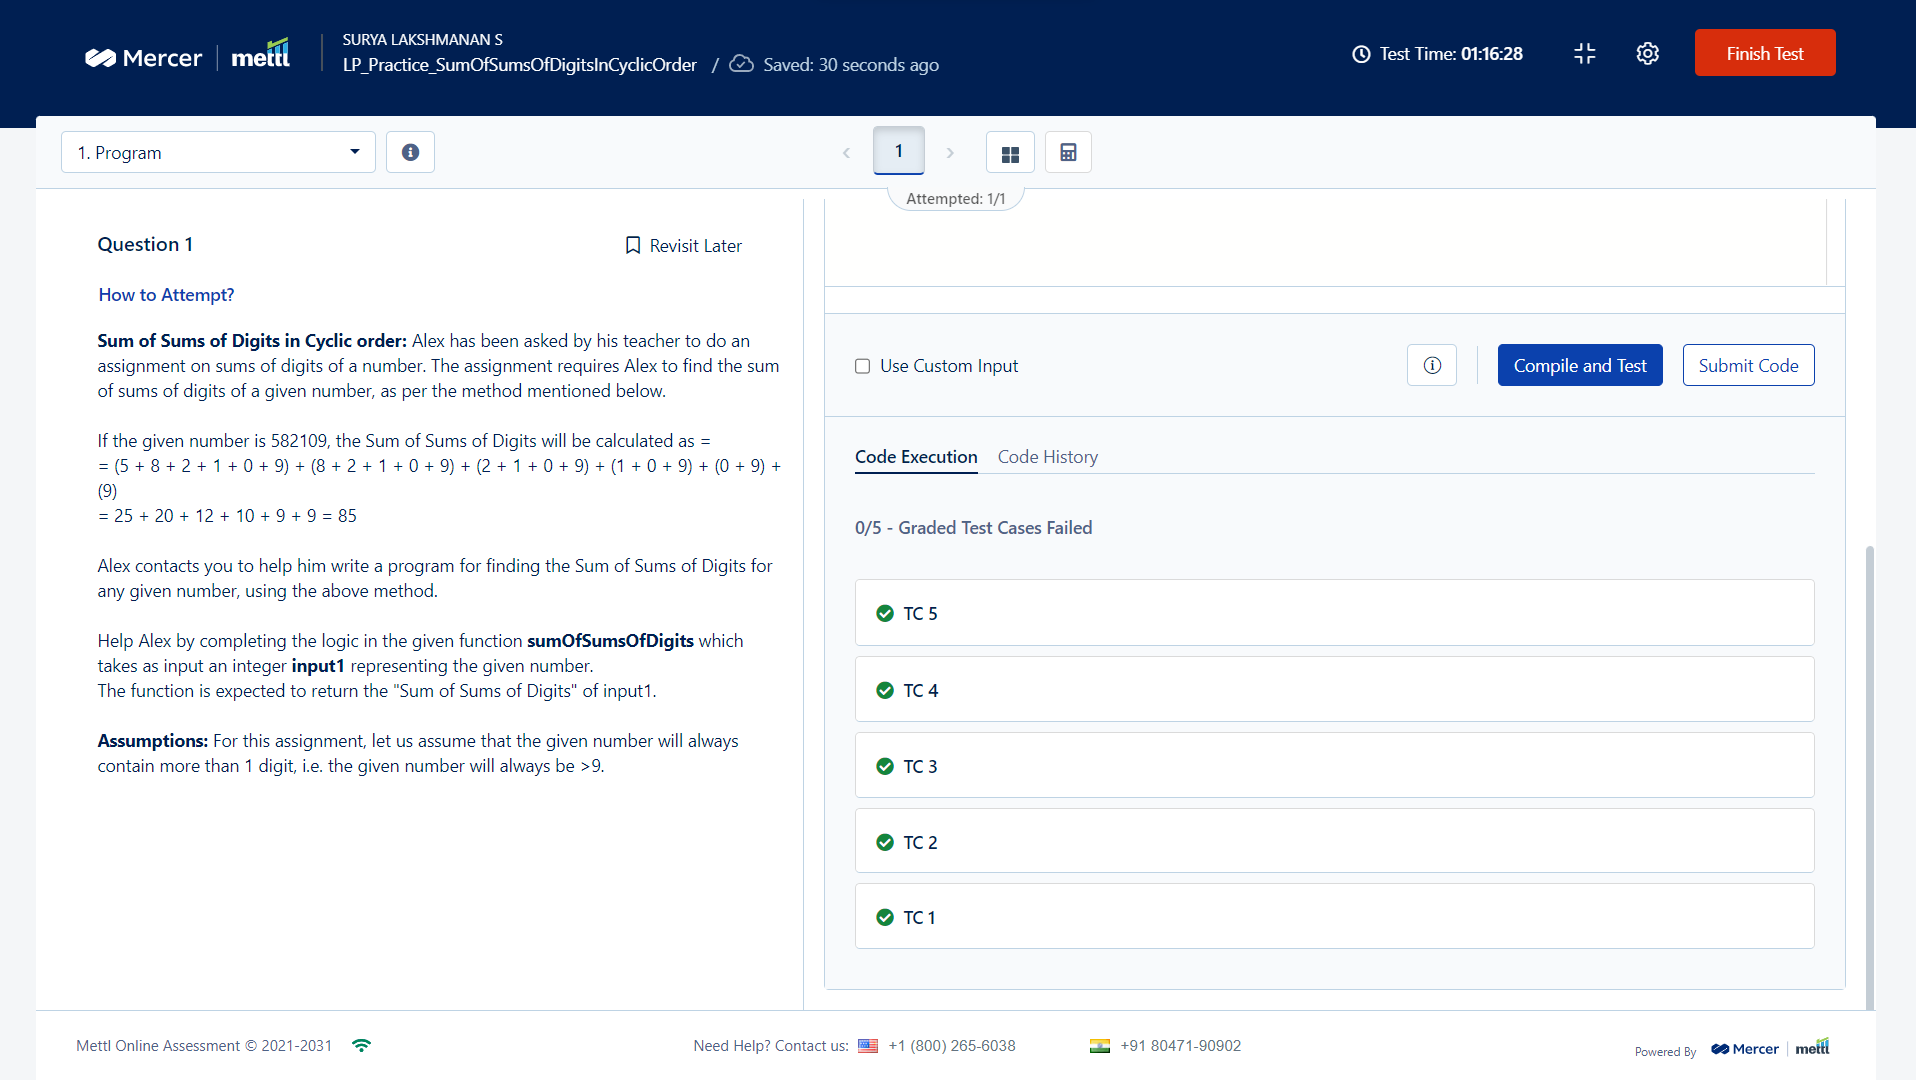 Mercer mettl
SURYA LAKSHMANAN S
LP_Practice_SumOfSumsOfDigitsInCyclicOrder / Saved: 30 seconds ago
Test Time: 01:16:28
Finish Test
1. Program
1
Attempted: 1/1
Question 1
Revisit Later
How to Attempt?
Sum of Sums of Digits in Cyclic order: Alex has been asked by his teacher to do an
assignment on sums of digits of a number. The assignment requires Alex to find the sum
of sums of digits of a given number, as per the method mentioned below.
If the given number is 582109, the Sum of Sums of Digits will be calculated as =
= (5 + 8 + 2 + 1 + 0 + 9) + (8 + 2 + 1 + 0 + 9) + (2 + 1 + 0 + 9) + (1 + 0 + 9) + (0 + 9) +
(9)
= 25 + 20 + 12 + 10 + 9 + 9 = 85
Alex contacts you to help him write a program for finding the Sum of Sums of Digits for
any given number, using the above method.
Help Alex by completing the logic in the given function sumOfSumsOfDigits which
takes as input an integer input1 representing the given number.
The function is expected to return the "Sum of Sums of Digits" of input1.
Assumptions: For this assignment, let us assume that the given number will always
contain more than 1 digit, i.e. the given number will always be >9.
Use Custom Input
Compile and Test
Submit Code
Code Execution
Code History
0/5 - Graded Test Cases Failed
TC 5
TC 4
TC 3
TC 2
TC 1
Mettl Online Assessment © 2021-2031
Need Help? Contact us: +1 (800) 265-6038
+91 80471-90902
Powered By Mercer mettl